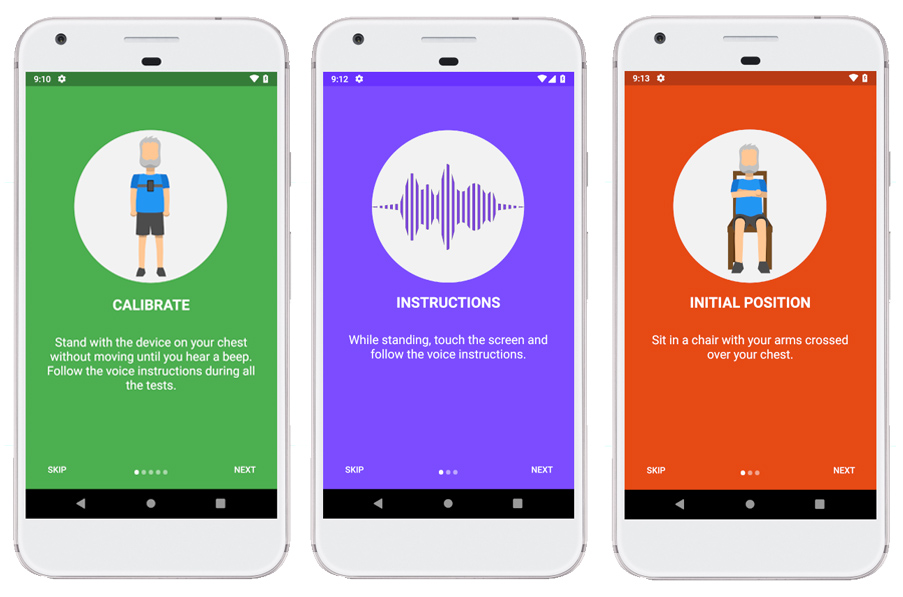 9:10
CALIBRATE
Stand with the device on your chest
without moving until you hear a beep.
Follow the voice instructions during all
the tests.
SKIP
NEXT
9:12
INSTRUCTIONS
While standing, touch the screen and
follow the voice instructions.
SKIP
NEXT
9:13
INITIAL POSITION
Sit in a chair with your arms crossed
over your chest.
SKIP
NEXT